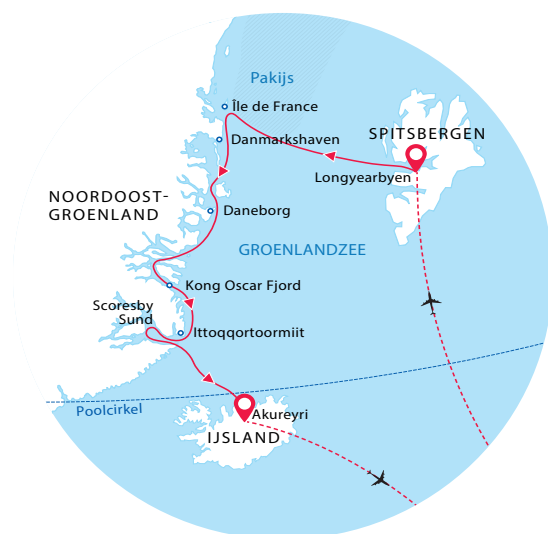 Pakijs
Île de France
SPITSBERGEN
Danmarkshaven
Longyearbyen
NOORDOOST-
GROENLAND
Daneborg
GROENLANDZEE
Kong Oscar Fjord
Scoresby
Sund
Ittoqqortoormiit
Poolcirkel
Akureyri
IJSLAND